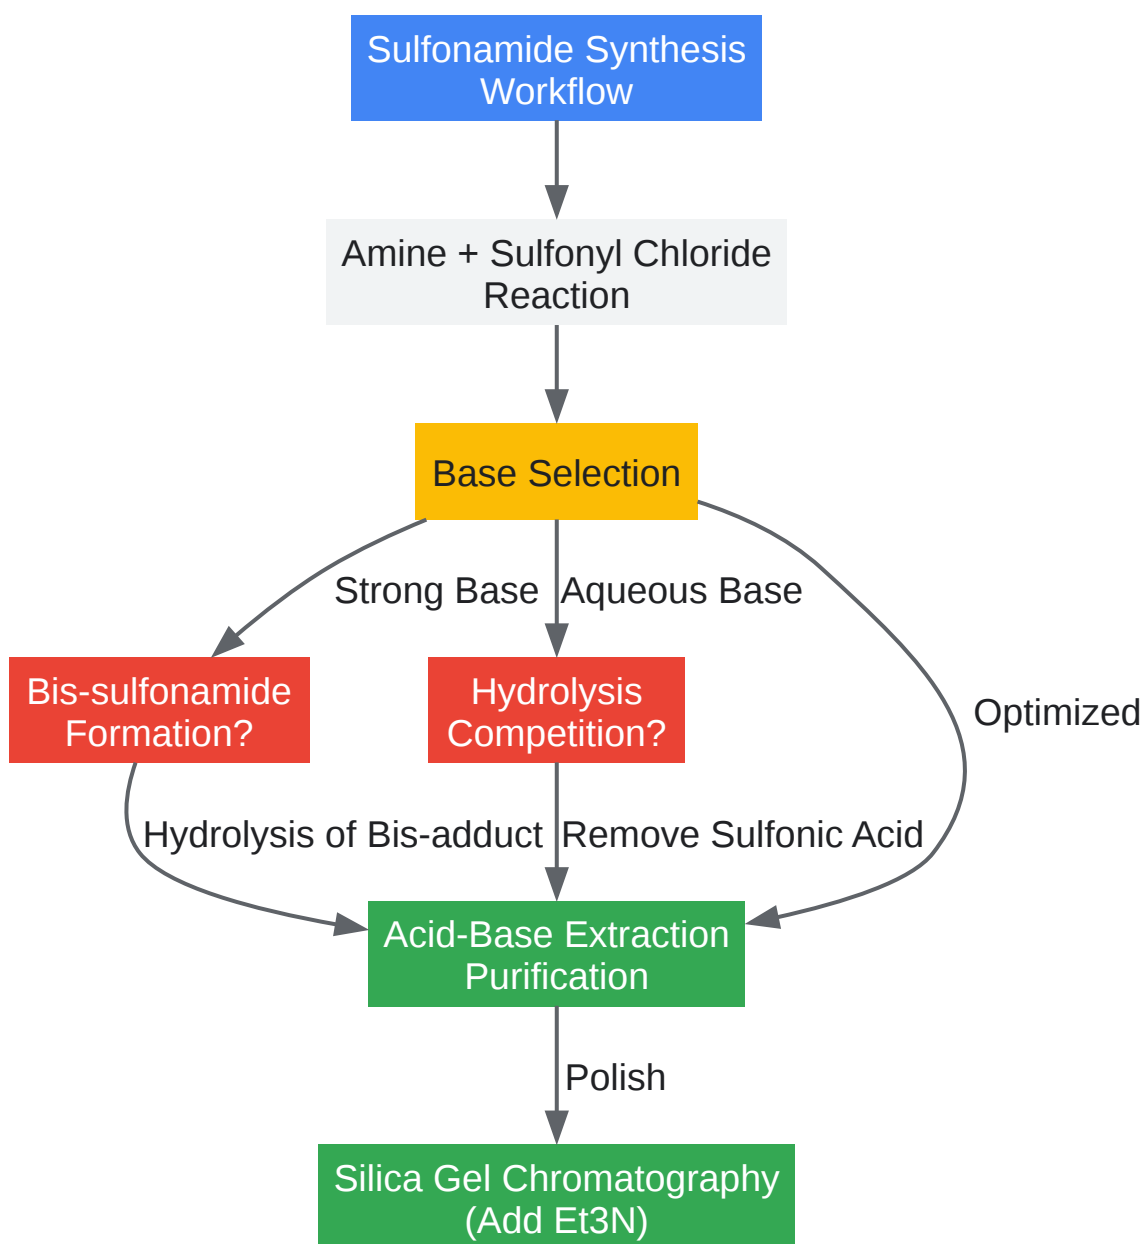 Sulfonamide Synthesis
Workflow
Amine + Sulfonyl Chloride
Reaction
Base Selection
Strong Base
Aqueous Base
Bis-sulfonamide
Formation?
Hydrolysis
Competition?
Optimized
Hydrolysis of Bis-adduct
Remove Sulfonic Acid
Acid-Base Extraction
Purification
Polish
Silica Gel Chromatography
(Add Et3N)